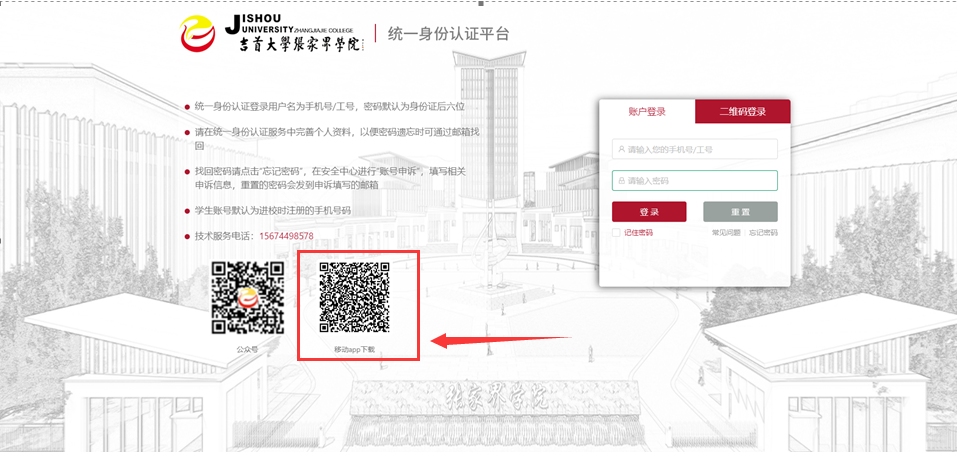 JISHOU
UNIVERSITY ZHANGJIAJIE COLLEGE
吉首大學張家界学院
统一身份认证平台
统一身份认证登录用户名为手机号/工号，密码默认为身份证后六位
请在统一身份认证服务中完善个人资料，以便密码遗忘时可通过邮箱找
回
找回密码请点击“忘记密码”，在安全中心进行“账号申诉”，填写相关
申诉信息，重置的密码会发到申诉填写的邮箱
学生账号默认为进校时注册的手机号码
技术服务电话：15674498578
公众号
移动app下载
账户登录
二维码登录
请输入您的手机号/工号
请输入密码
登录
重置
记住密码
常见问题
忘记密码
张家界学院